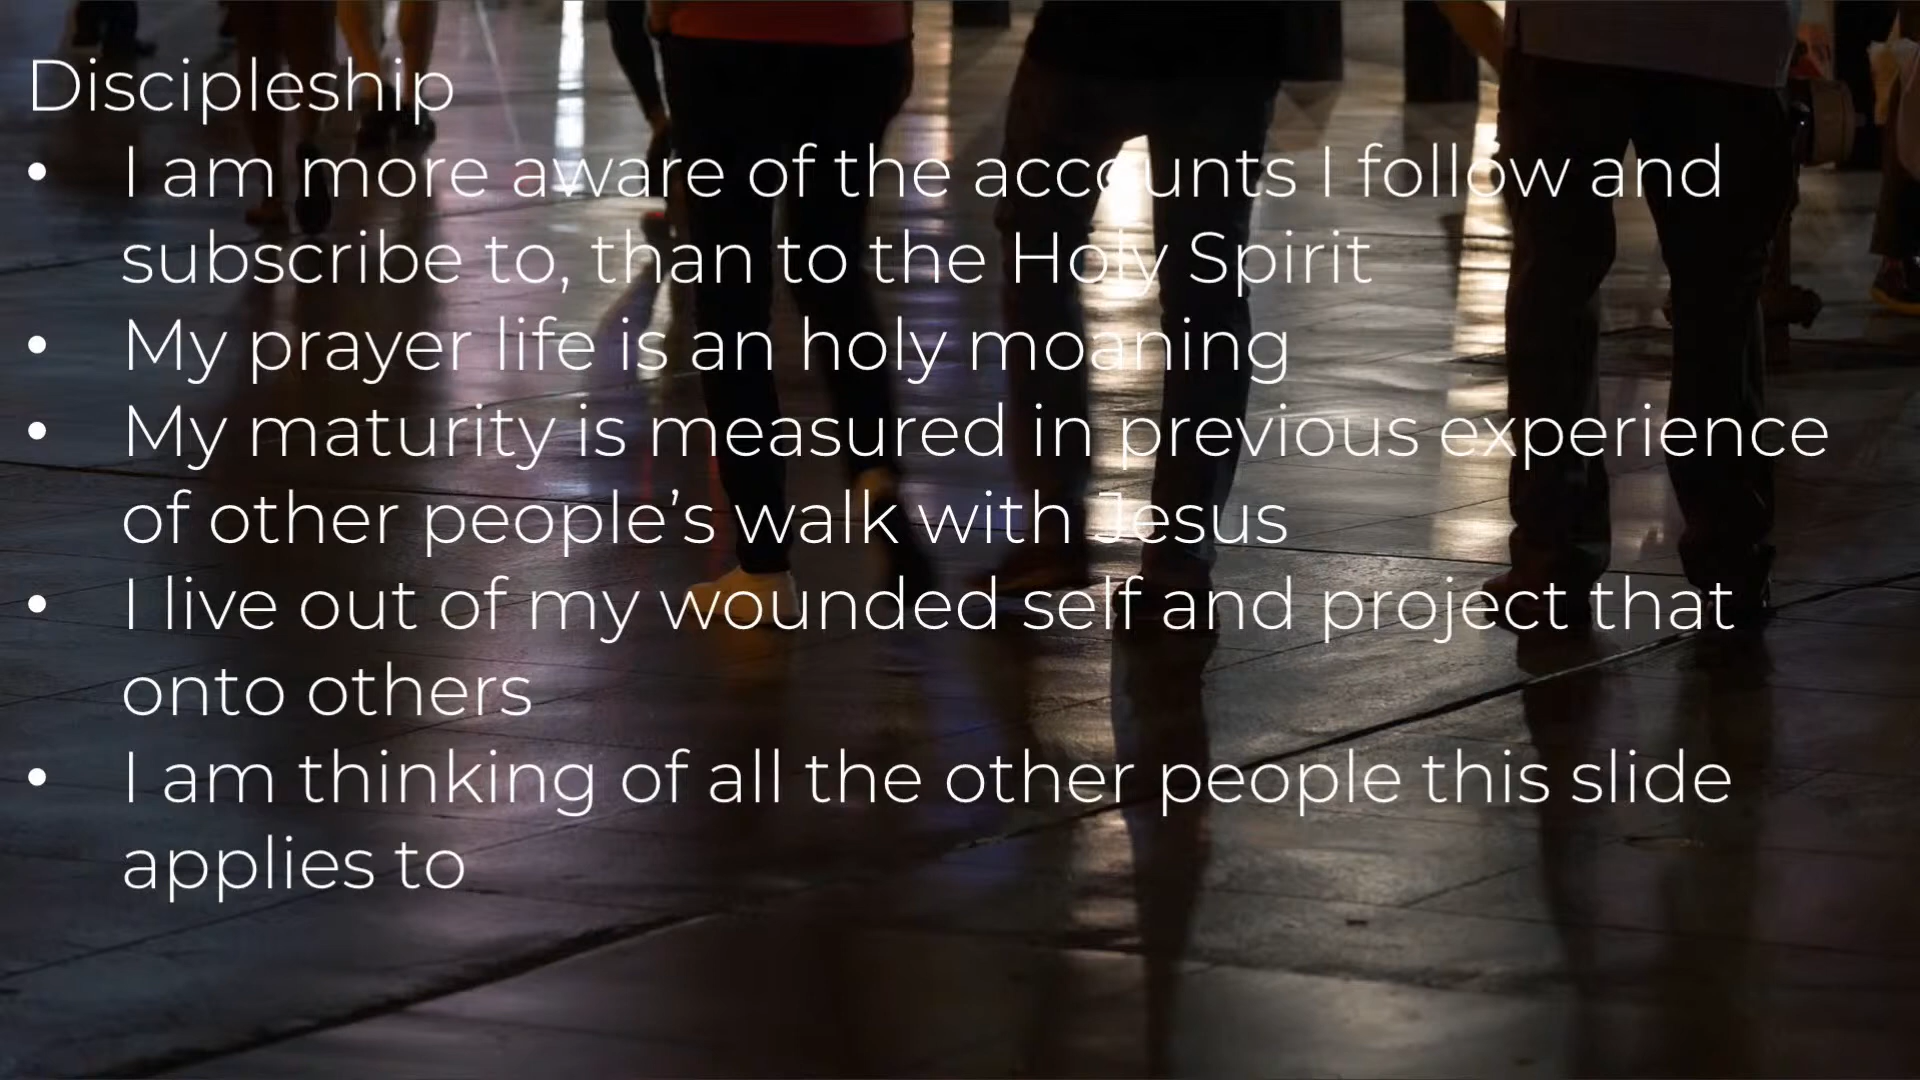 Discipleship
• I am more aware of the accounts I follow and
subscribe to, than to the Holy Spirit
• My prayer life is an holy moaning
• My maturity is measured in previous experience
of other people’s walk with Jesus
• I live out of my wounded self and project that
onto others
• I am thinking of all the other people this slide
applies to